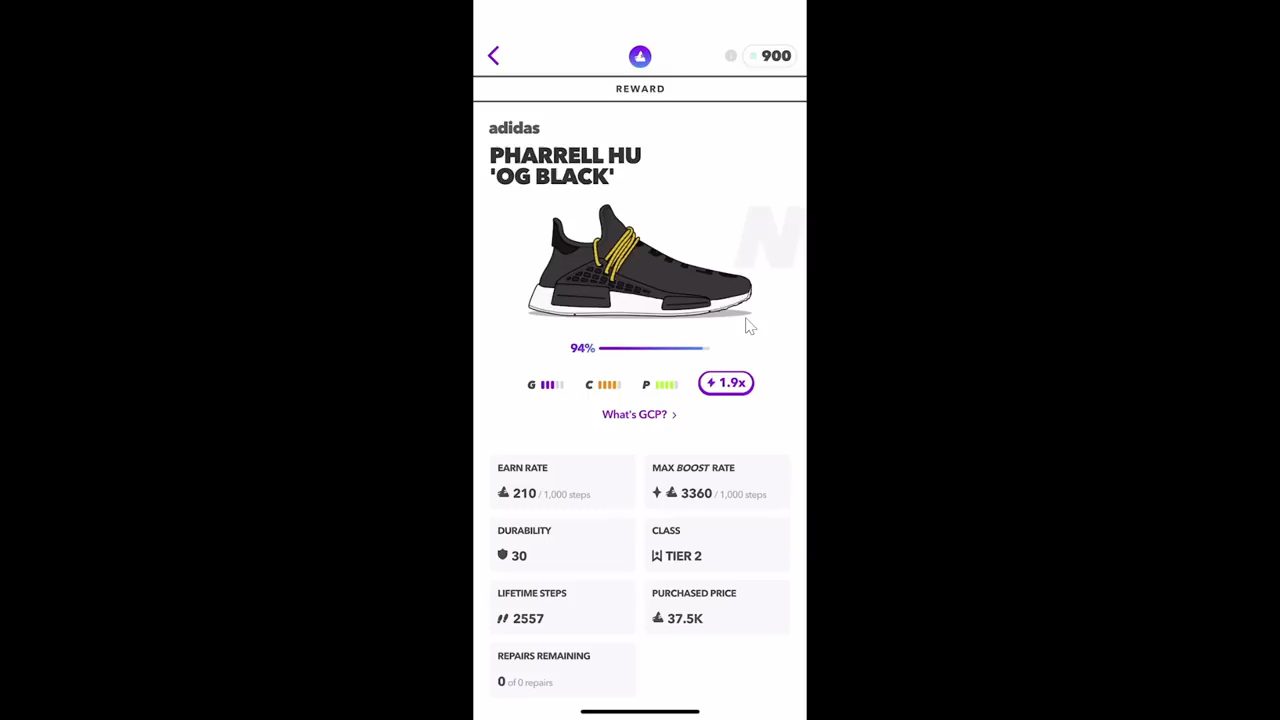 900
REWARD
adidas
PHARRELL HU
'OG BLACK'
N
94%
G C P 1.9x
What's GCP? >
EARN RATE
210 / 1,000 steps
MAX BOOST RATE
3360 / 1,000 steps
DURABILITY
30
CLASS
TIER 2
LIFETIME STEPS
2557
PURCHASED PRICE
37.5K
REPAIRS REMAINING
0 of 0 repairs